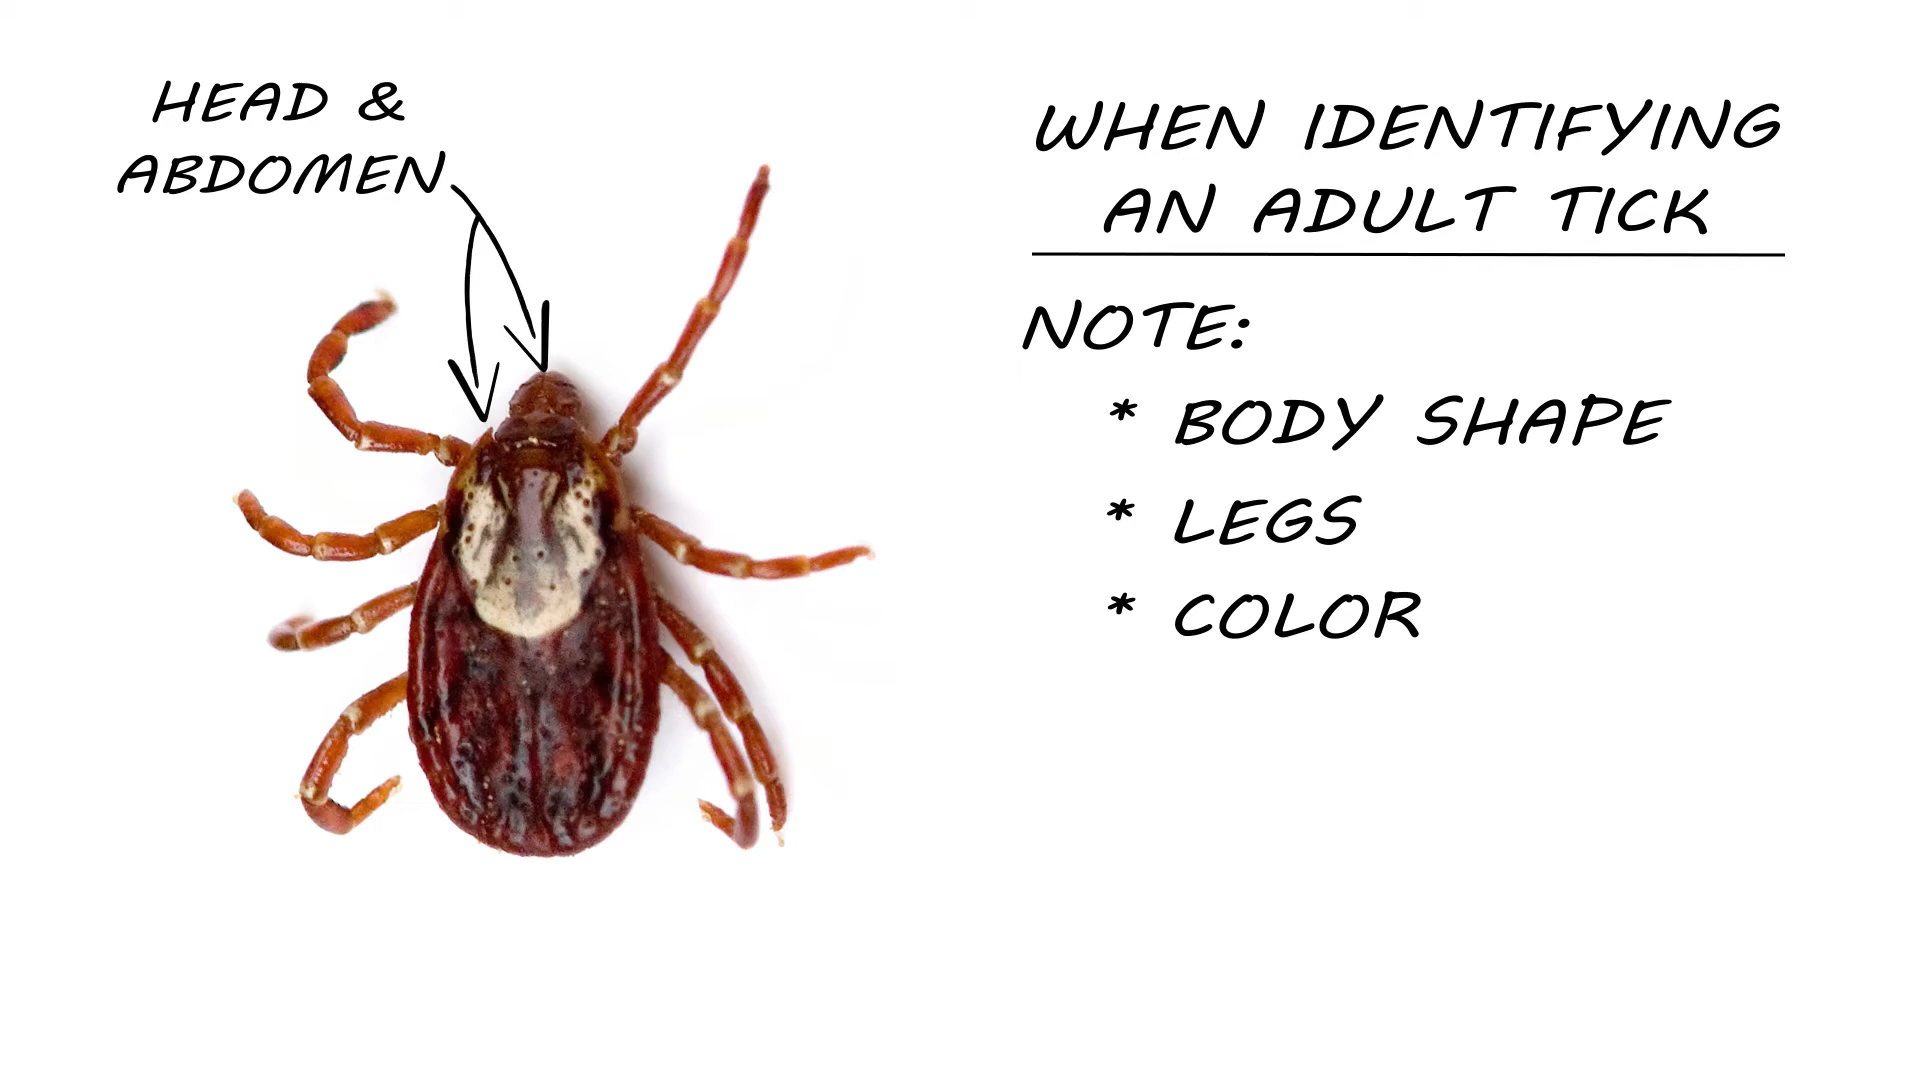 HEAD &
ABDOMEN
WHEN IDENTIFYING
AN ADULT TICK
NOTE:
* BODY SHAPE
* LEGS
* COLOR